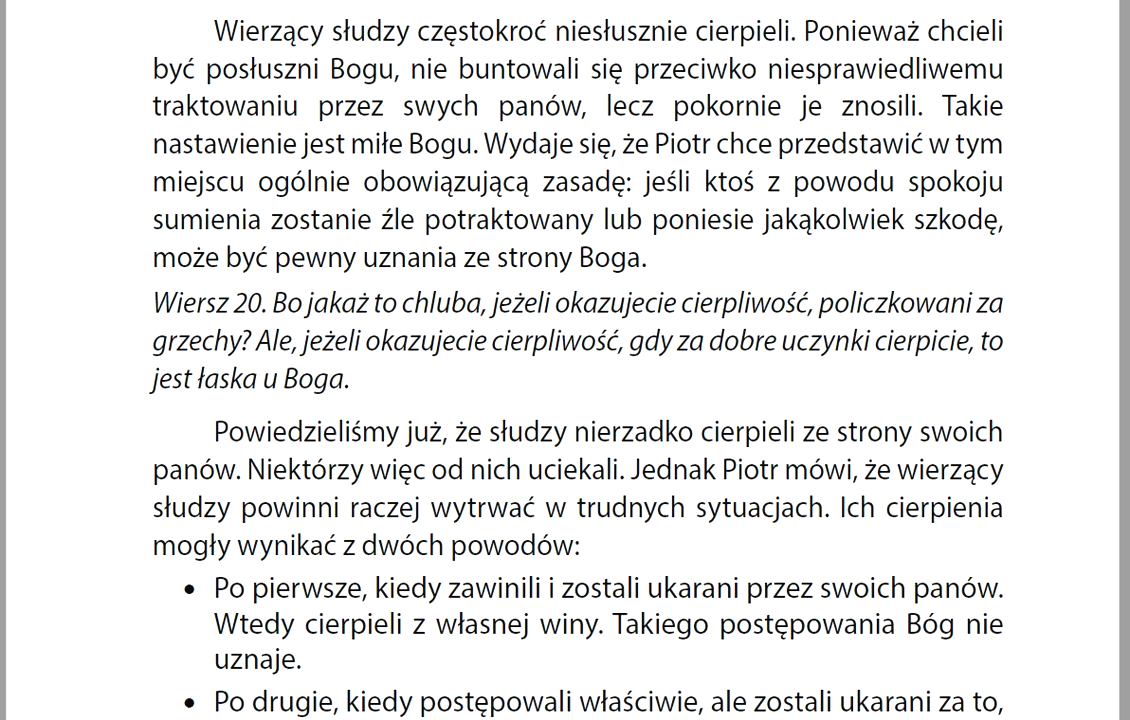 Wierzący słudzy częstokroć niesłusznie cierpieli. Ponieważ chcieli
być posłuszni Bogu, nie buntowali się przeciwko niesprawiedliwemu
traktowaniu przez swych panów, lecz pokornie je znosili. Takie
nastawienie jest miłe Bogu. Wydaje się, że Piotr chce przedstawić w tym
miejscu ogólnie obowiązującą zasadę: jeśli ktoś z powodu spokoju
sumienia zostanie źle potraktowany lub poniesie jakąkolwiek szkodę,
może być pewny uznania ze strony Boga.
Wiersz 20. Bo jakaż to chluba, jeżeli okazujecie cierpliwość, policzkowani za
grzechy? Ale, jeżeli okazujecie cierpliwość, gdy za dobre uczynki cierpicie, to
jest łaska u Boga.
Powiedzieliśmy już, że słudzy nierzadko cierpieli ze strony swoich
panów. Niektórzy więc od nich uciekali. Jednak Piotr mówi, że wierzący
słudzy powinni raczej wytrwać w trudnych sytuacjach. Ich cierpienia
mogły wynikać z dwóch powodów:
• Po pierwsze, kiedy zawinili i zostali ukarani przez swoich panów.
Wtedy cierpieli z własnej winy. Takiego postępowania Bóg nie
uznaje.
• Po drugie, kiedy postępowali właściwie, ale zostali ukarani za to,